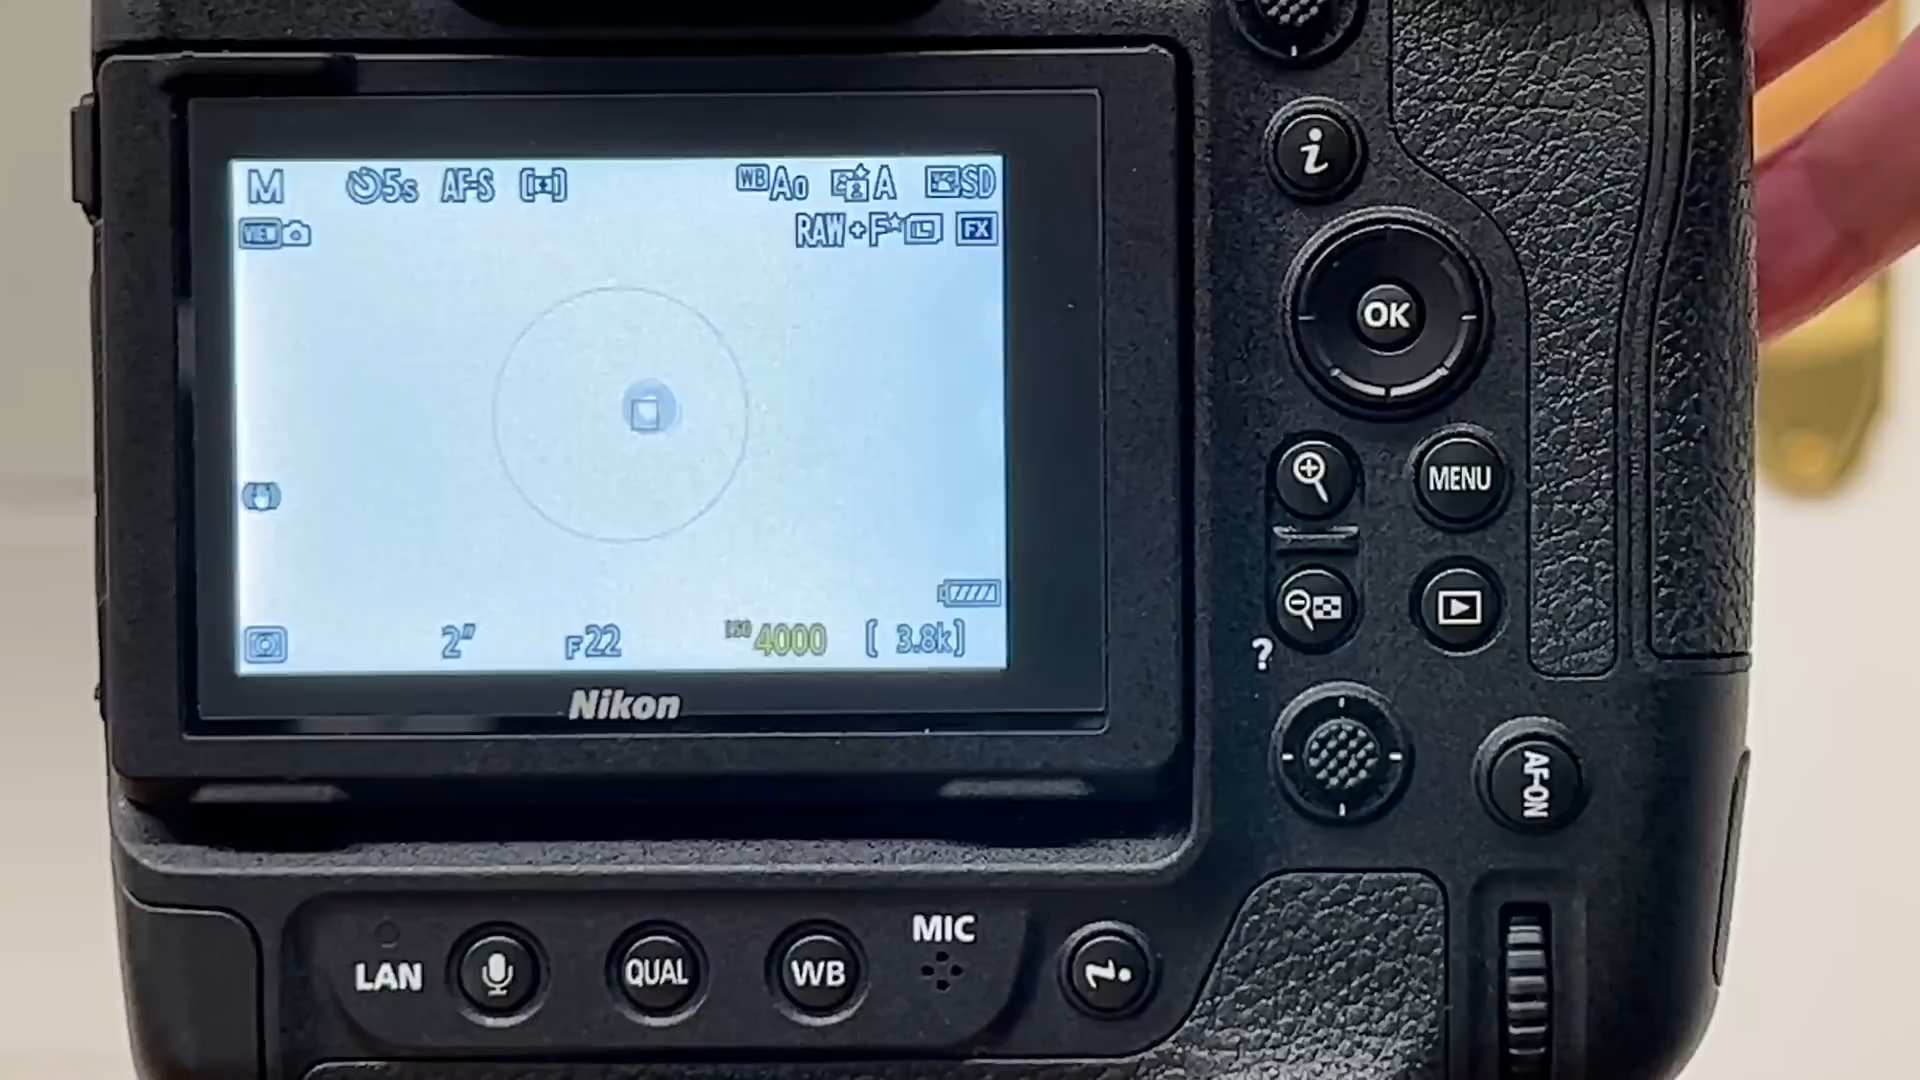 M 5s AF-S WB A0 A SD
VIEW RAW+F★ L FX
2" F22 ISO 4000 [ 3.8k]
Nikon
i
OK
MENU
?
AF-ON
LAN QUAL WB MIC i